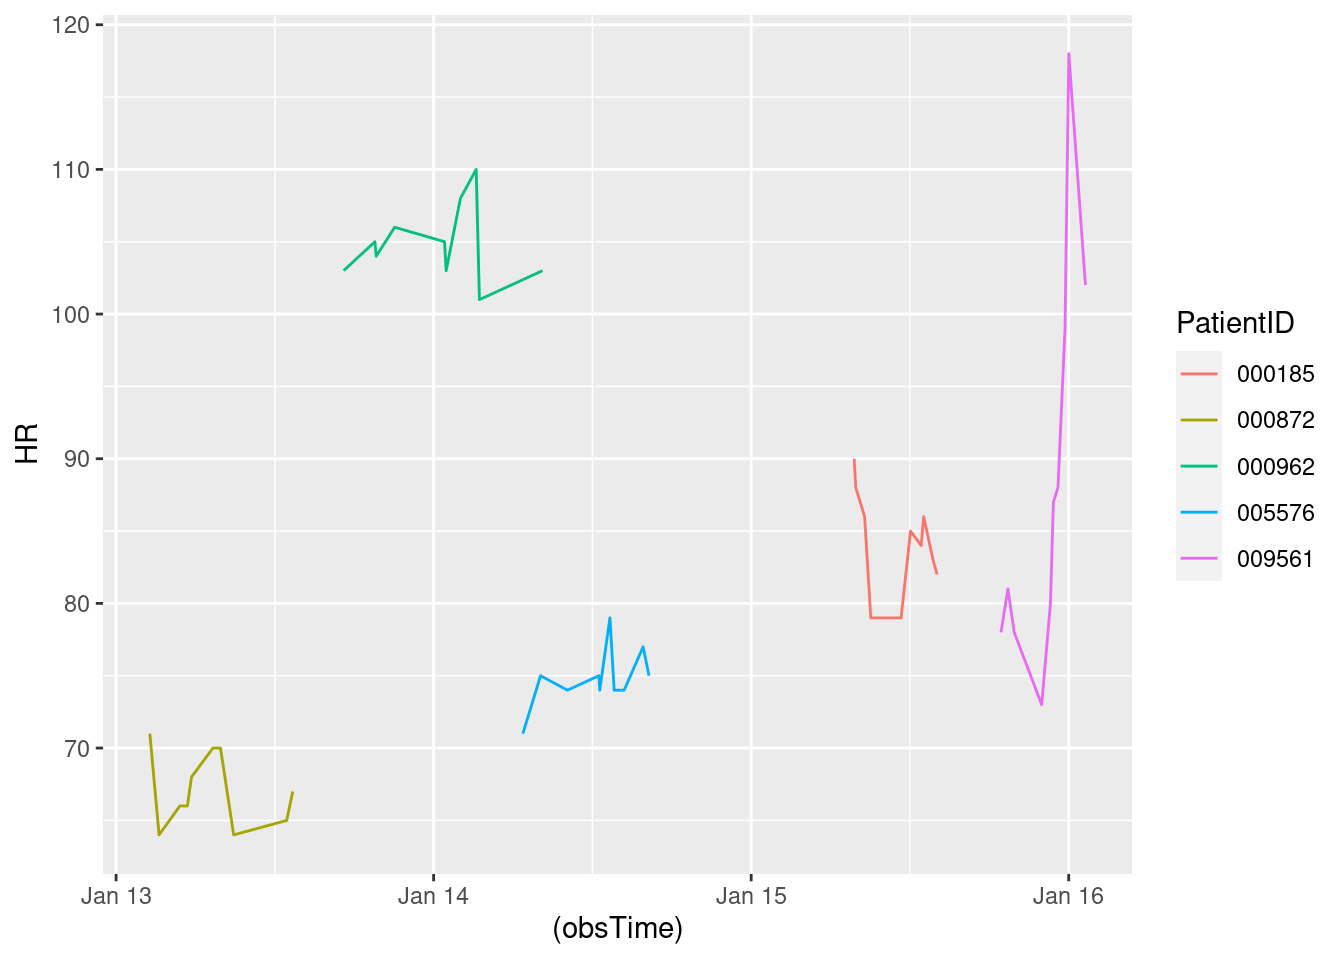 120
110
100
90
80
70
HR
Jan 13
Jan 14
Jan 15
Jan 16
(obsTime)
PatientID
000185
000872
000962
005576
009561